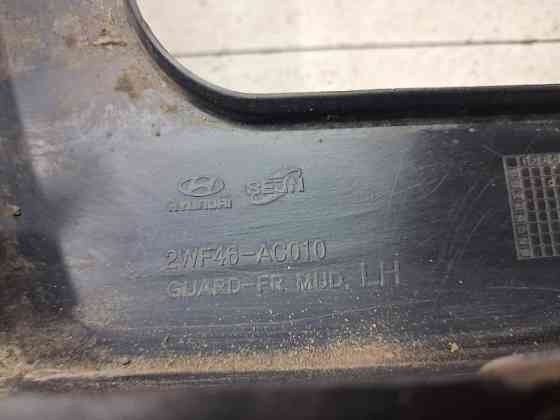 HYUNDAI SEJIN
2WF46-AC010
GUARD-FR MUD, LH